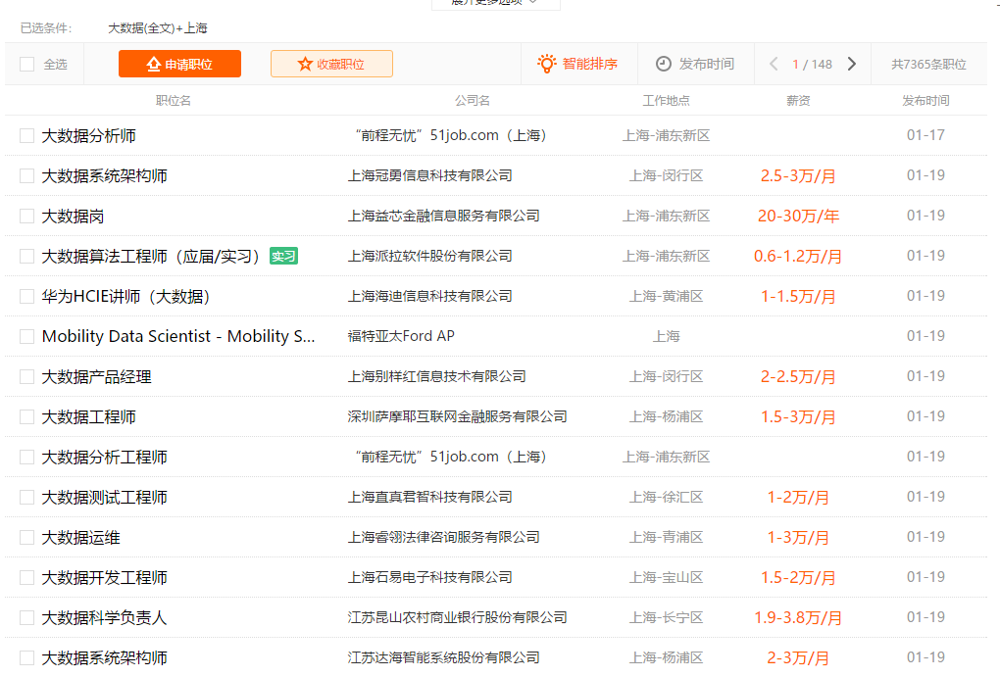 展开更多选项
已选条件： 大数据(全文)+上海
全选 申请职位 收藏职位 智能排序 发布时间 1 / 148 共7365条职位
职位名 公司名 工作地点 薪资 发布时间
大数据分析师 “前程无忧”51job.com（上海） 上海-浦东新区 01-17
大数据系统架构师 上海冠勇信息科技有限公司 上海-闵行区 2.5-3万/月 01-19
大数据岗 上海益芯金融信息服务有限公司 上海-浦东新区 20-30万/年 01-19
大数据算法工程师（应届/实习） 实习 上海派拉软件股份有限公司 上海-浦东新区 0.6-1.2万/月 01-19
华为HCIE讲师（大数据） 上海海迪信息科技有限公司 上海-黄浦区 1-1.5万/月 01-19
Mobility Data Scientist - Mobility S... 福特亚太Ford AP 上海 01-19
大数据产品经理 上海别样红信息技术有限公司 上海-闵行区 2-2.5万/月 01-19
大数据工程师 深圳萨摩耶互联网金融服务有限公司 上海-杨浦区 1.5-3万/月 01-19
大数据分析工程师 “前程无忧”51job.com（上海） 上海-浦东新区 01-19
大数据测试工程师 上海直真君智科技有限公司 上海-徐汇区 1-2万/月 01-19
大数据运维 上海睿翎法律咨询服务有限公司 上海-青浦区 1-3万/月 01-19
大数据开发工程师 上海石易电子科技有限公司 上海-宝山区 1.5-2万/月 01-19
大数据科学负责人 江苏昆山农村商业银行股份有限公司 上海-长宁区 1.9-3.8万/月 01-19
大数据系统架构师 江苏达海智能系统股份有限公司 上海-杨浦区 2-3万/月 01-19